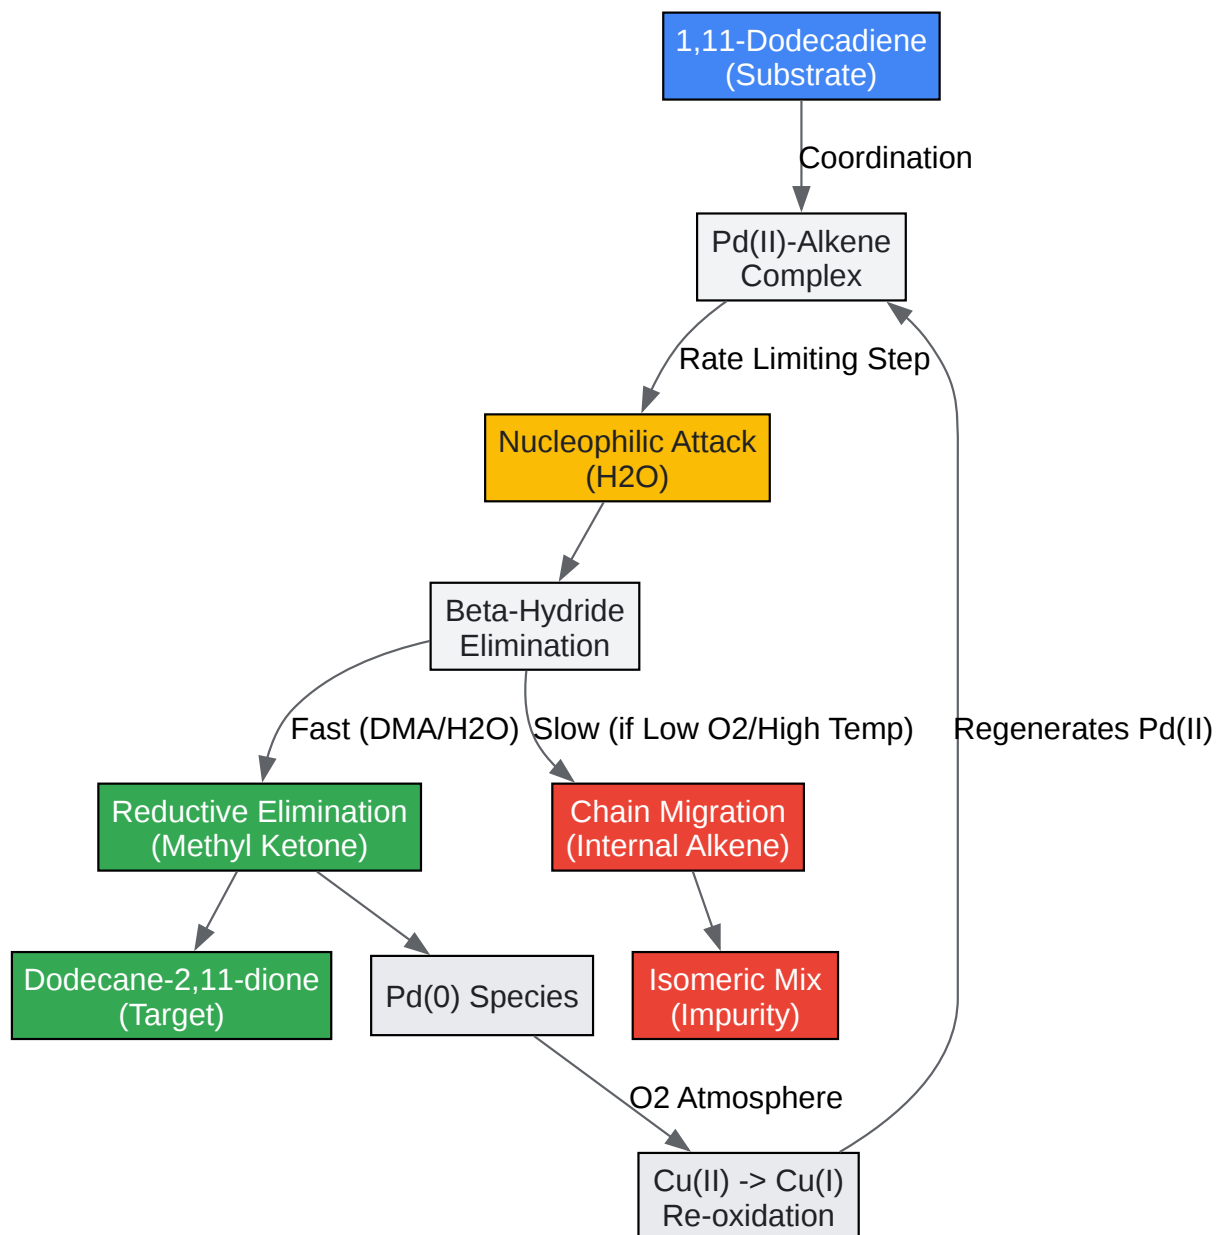 1,11-Dodecadiene
(Substrate)
Coordination
Pd(II)-Alkene
Complex
Rate Limiting Step
Nucleophilic Attack
(H2O)
Beta-Hydride
Elimination
Fast (DMA/H2O)
Slow (if Low O2/High Temp)
Regenerates Pd(II)
Reductive Elimination
(Methyl Ketone)
Chain Migration
(Internal Alkene)
Dodecane-2,11-dione
(Target)
Pd(0) Species
Isomeric Mix
(Impurity)
O2 Atmosphere
Cu(II) -> Cu(I)
Re-oxidation